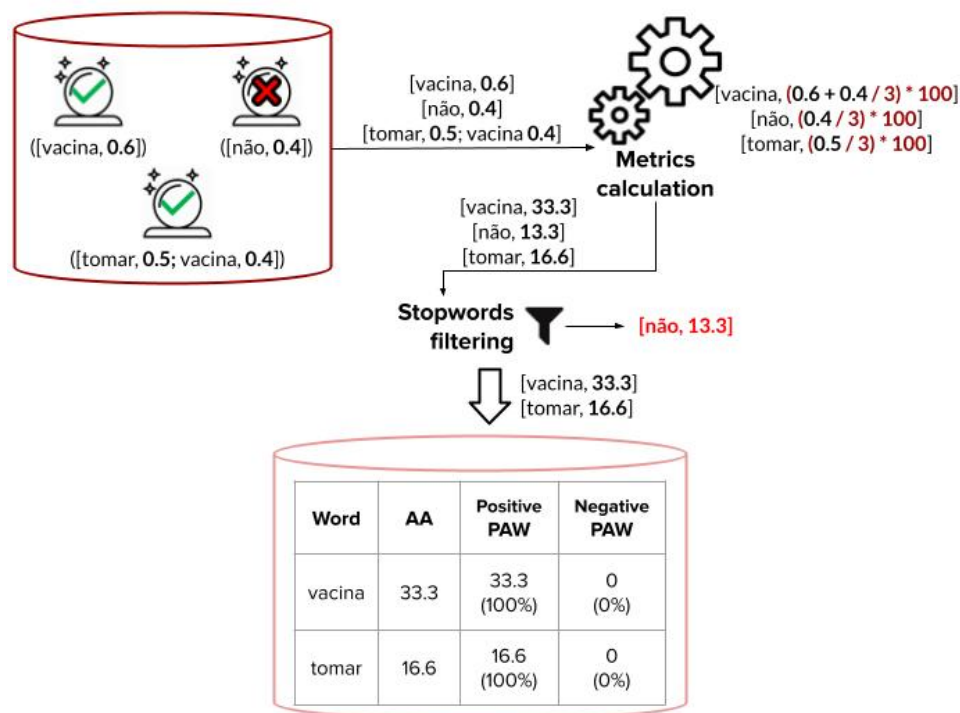 ([vacina, 0.6])
([não, 0.4])
([tomar, 0.5; vacina, 0.4])
[vacina, 0.6]
[não, 0.4]
[tomar, 0.5; vacina 0.4]
Metrics
calculation
[vacina, (0.6 + 0.4 / 3) * 100]
[não, (0.4 / 3) * 100]
[tomar, (0.5 / 3) * 100]
[vacina, 33.3]
[não, 13.3]
[tomar, 16.6]
Stopwords
filtering
[não, 13.3]
[vacina, 33.3]
[tomar, 16.6]
Word AA Positive PAW Negative PAW
vacina 33.3 33.3 (100%) 0 (0%)
tomar 16.6 16.6 (100%) 0 (0%)